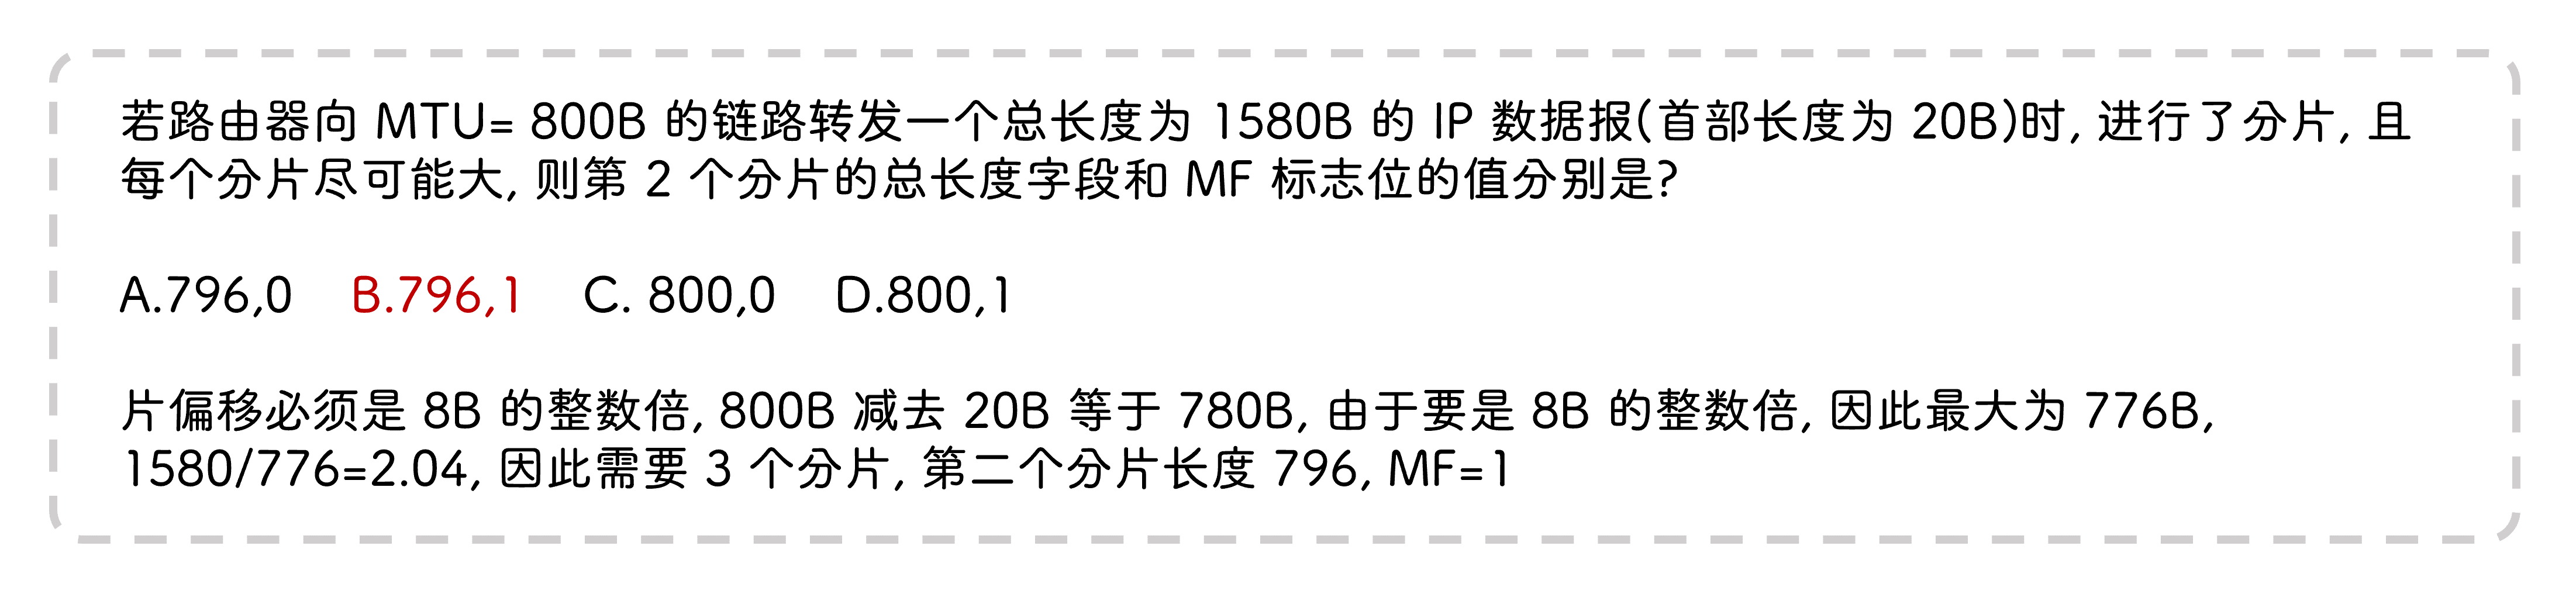 若路由器向 MTU= 800B 的链路转发一个总长度为 1580B 的 IP 数据报(首部长度为 20B)时, 进行了分片, 且
每个分片尽可能大, 则第 2 个分片的总长度字段和 MF 标志位的值分别是?
A.796,0 B.796,1 C. 800,0 D.800,1
片偏移必须是 8B 的整数倍, 800B 减去 20B 等于 780B, 由于要是 8B 的整数倍, 因此最大为 776B,
1580/776=2.04, 因此需要 3 个分片, 第二个分片长度 796, MF=1